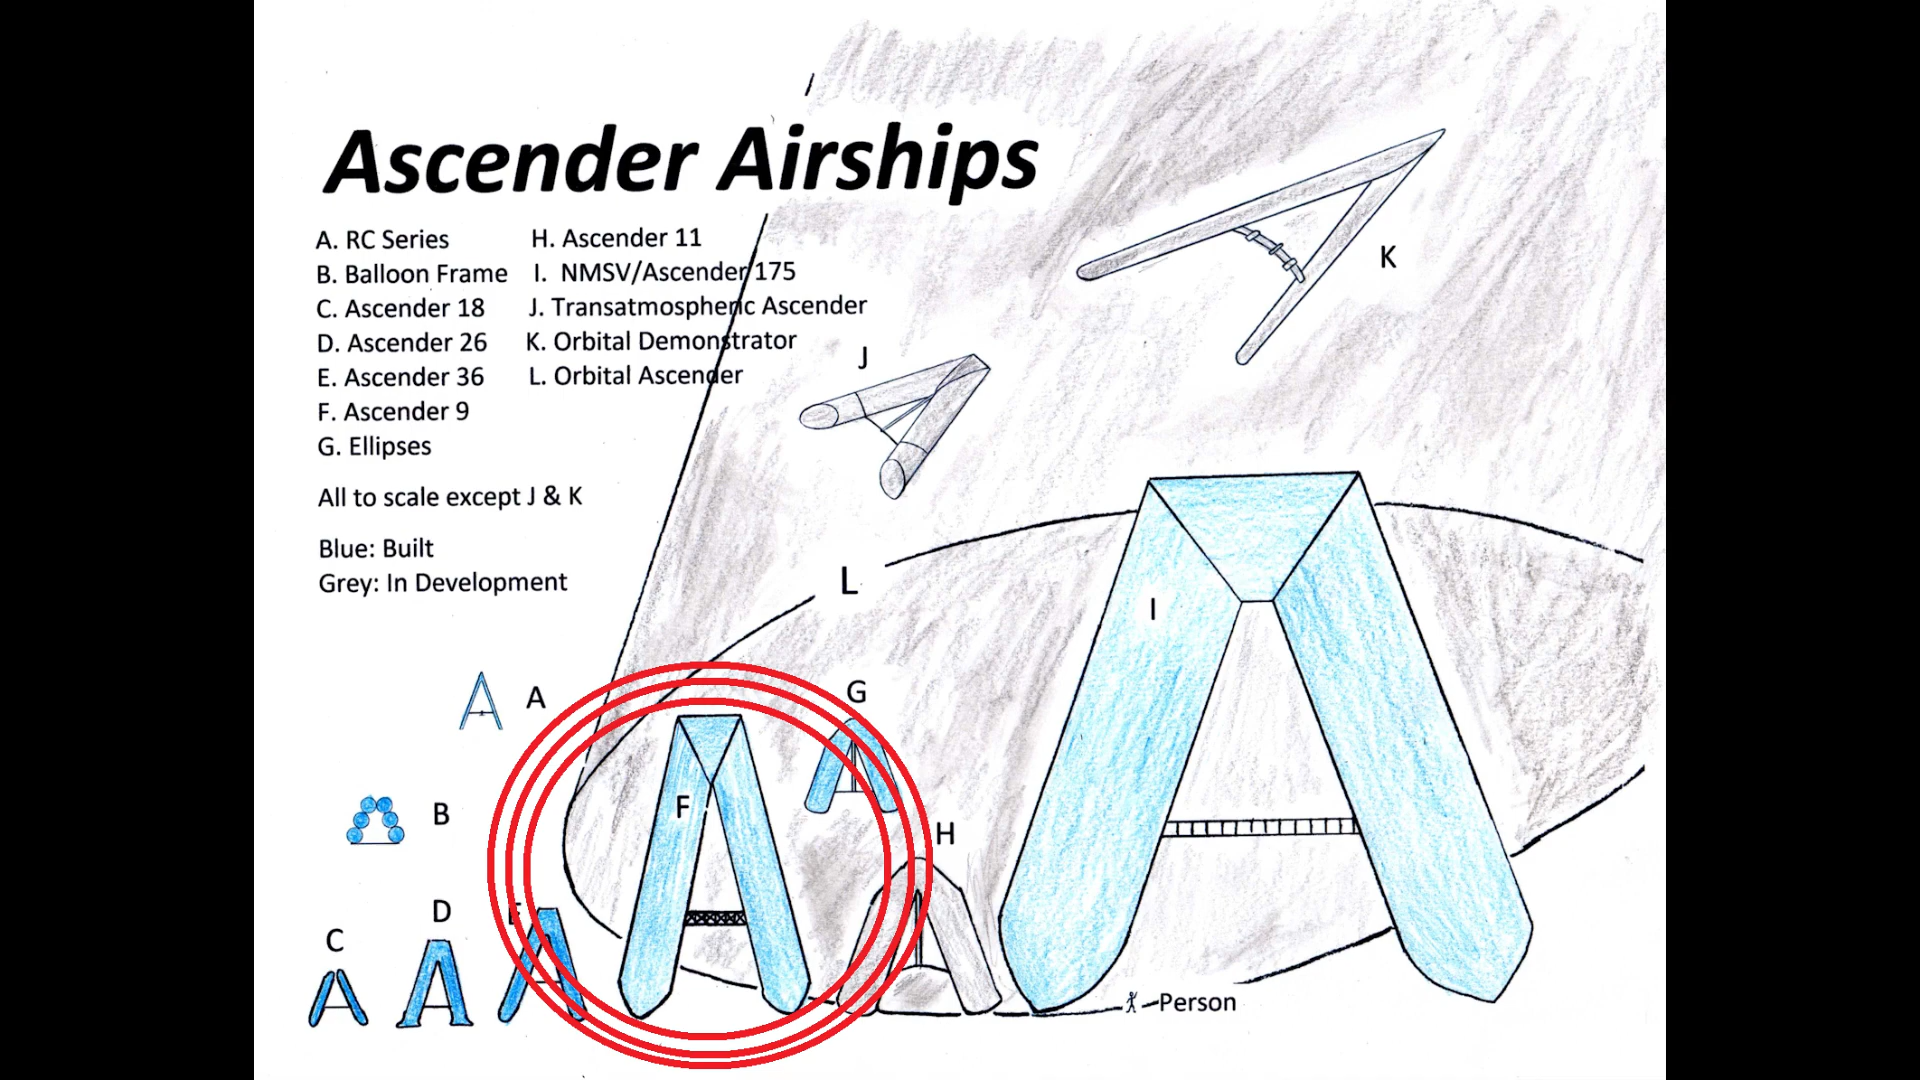 Ascender Airships
A. RC Series
B. Balloon Frame
C. Ascender 18
D. Ascender 26
E. Ascender 36
F. Ascender 9
G. Ellipses
H. Ascender 11
I. NMSV/Ascender 175
J. Transatmospheric Ascender
K. Orbital Demonstrator
L. Orbital Ascender
All to scale except J & K
Blue: Built
Grey: In Development
K
J
L
I
A
G
F
B
H
E
D
C
Person